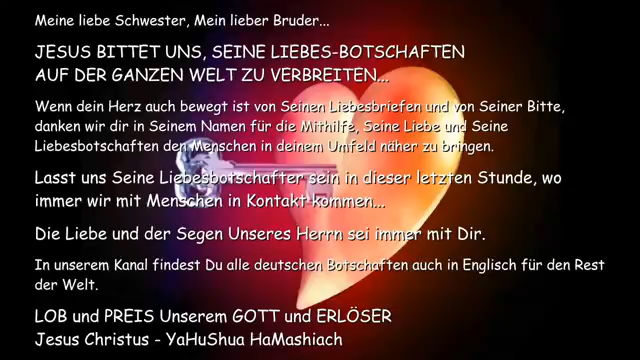 Meine liebe Schwester, Mein lieber Bruder...
JESUS BITTET UNS, SEINE LIEBES-BOTSCHAFTEN
AUF DER GANZEN WELT ZU VERBREITEN...
Wenn dein Herz auch bewegt ist von Seinen Liebesbriefen und von Seiner Bitte,
danken wir dir in Seinem Namen für die Mithilfe, Seine Liebe und Seine
Liebesbotschaften den Menschen in deinem Umfeld näher zu bringen.
Lasst uns Seine Liebesbotschafter sein in dieser letzten Stunde, wo
immer wir mit Menschen in Kontakt kommen...
Die Liebe und der Segen Unseres Herrn sei immer mit Dir.
In unserem Kanal findest Du alle deutschen Botschaften auch in Englisch für den Rest
der Welt.
LOB und PREIS Unserem GOTT und ERLÖSER
Jesus Christus - YaHuShua HaMashiach